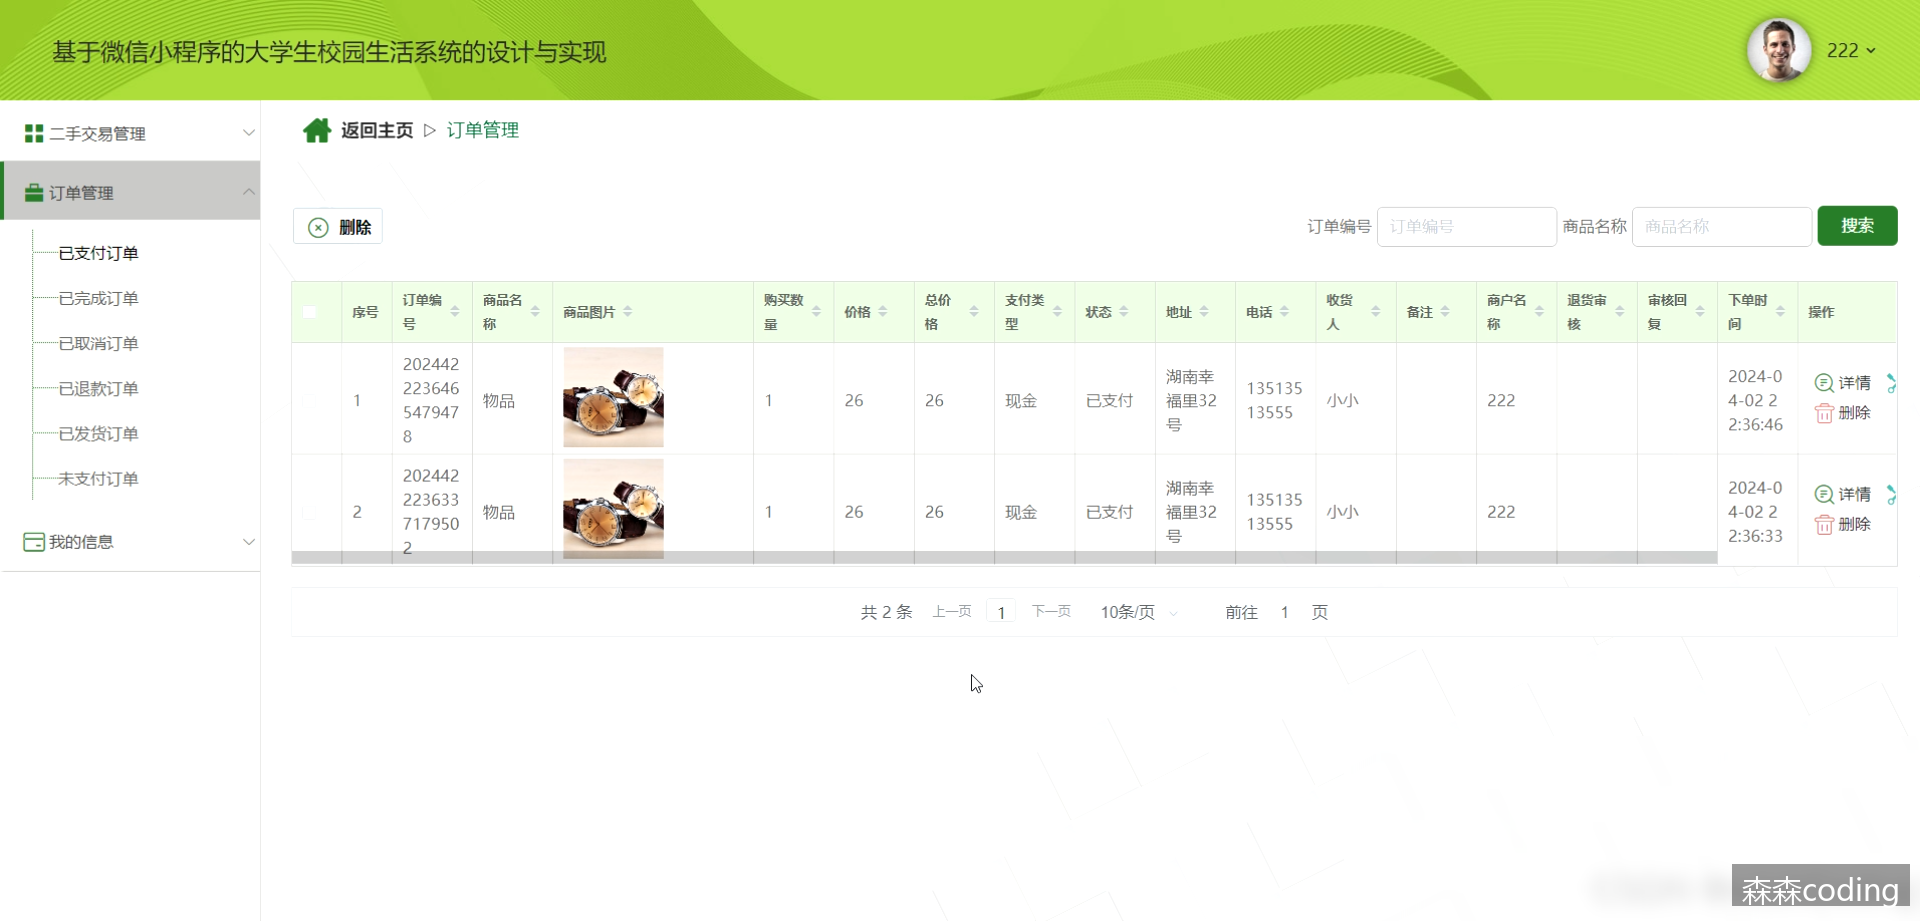 基于微信小程序的大学生校园生活系统的设计与实现
222
二手交易管理
订单管理
已支付订单
已完成订单
已取消订单
已退款订单
已发货订单
未支付订单
我的信息
返回主页 ▷ 订单管理
删除
订单编号 订单编号 商品名称 商品名称 搜索
序号 订单编号 商品名称 商品图片 购买数量 价格 总价格 支付类型 状态 地址 电话 收货人 备注 商户名称 退货审核 审核回复 下单时间 操作
1 2024422236465479478 物品 1 26 26 现金 已支付 湖南幸福里32号 13513513555 小小 222 2024-04-02 22:36:46 详情 删除
2 2024422236337179502 物品 1 26 26 现金 已支付 湖南幸福里32号 13513513555 小小 222 2024-04-02 22:36:33 详情 删除
共 2 条 上一页 1 下一页 10条/页 前往 1 页
森森coding